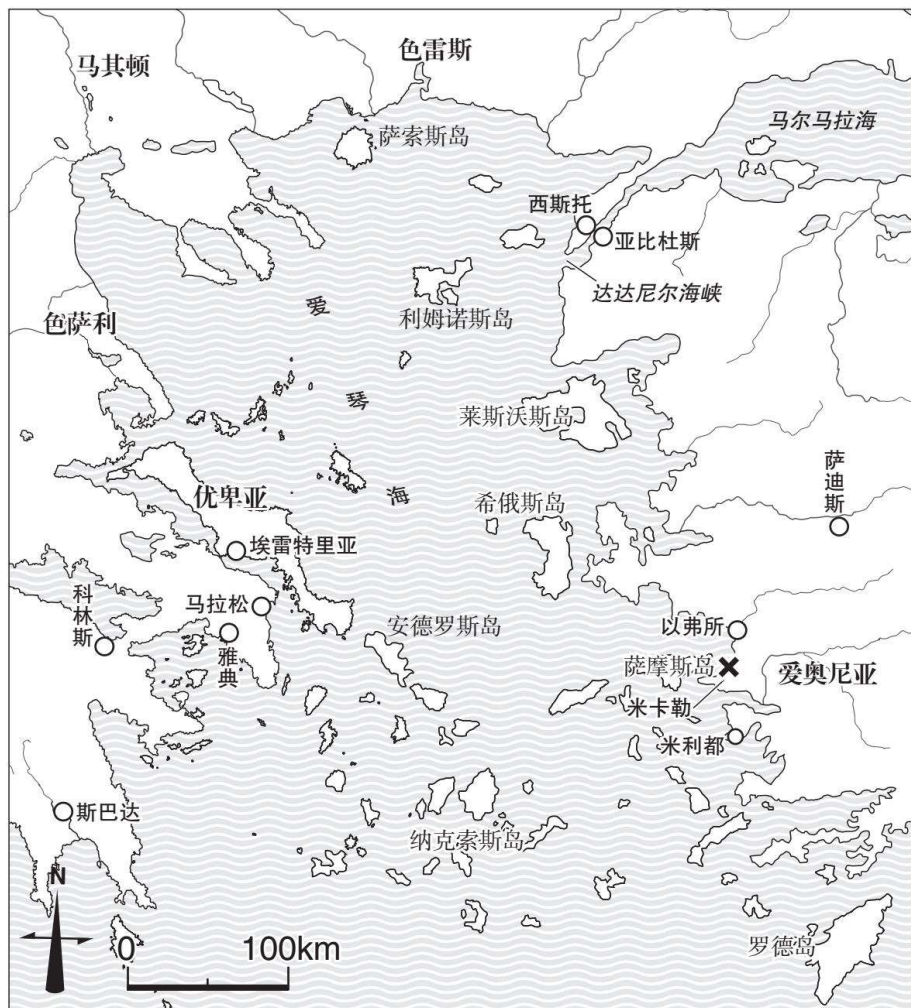 色雷斯
马其顿
马尔马拉海
萨索斯岛
西斯托
亚比杜斯
达达尼尔海峡
爱琴海
利姆诺斯岛
色萨利
莱斯沃斯岛
萨迪斯
优卑亚
希俄斯岛
埃雷特里亚
科林斯
马拉松
安德罗斯岛
以弗所
雅典
萨摩斯岛
爱奥尼亚
米卡勒
米利都
斯巴达
纳克索斯岛
N
0 100km
罗德岛